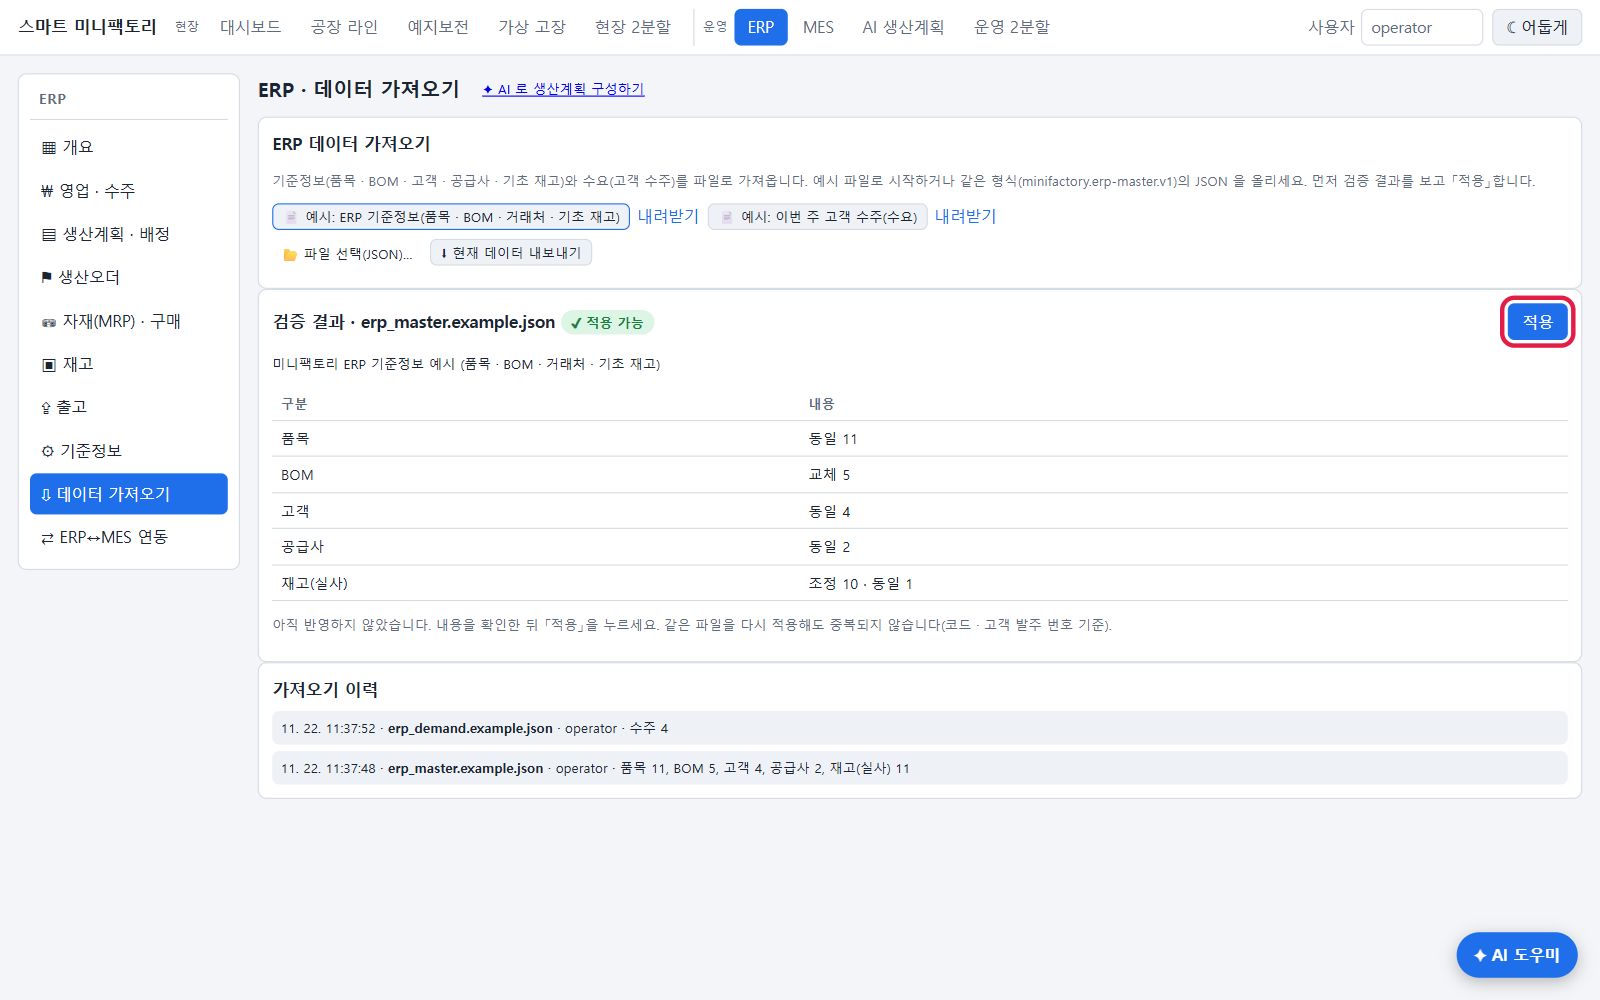 스마트 미니팩토리 현장 대시보드 공장 라인 예지보전 가상 고장 현장 2분할 운영 ERP MES AI 생산계획 운영 2분할 사용자 operator ☾ 어둡게
ERP
▦ 개요
₩ 영업 · 수주
▤ 생산계획 · 배정
⚑ 생산오더
자재(MRP) · 구매
▣ 재고
⇪ 출고
⚙ 기준정보
⇩ 데이터 가져오기
⇄ ERP↔MES 연동
ERP · 데이터 가져오기 ✦ AI 로 생산계획 구성하기
ERP 데이터 가져오기
기준정보(품목 · BOM · 고객 · 공급사 · 기초 재고)와 수요(고객 수주)를 파일로 가져옵니다. 예시 파일로 시작하거나 같은 형식(minifactory.erp-master.v1)의 JSON 을 올리세요. 먼저 검증 결과를 보고 「적용」합니다.
예시: ERP 기준정보(품목 · BOM · 거래처 · 기초 재고) 내려받기 예시: 이번 주 고객 수주(수요) 내려받기
파일 선택(JSON)... ⬇ 현재 데이터 내보내기
검증 결과 · erp_master.example.json ✓ 적용 가능 적용
미니팩토리 ERP 기준정보 예시 (품목 · BOM · 거래처 · 기초 재고)
구분 내용
품목 동일 11
BOM 교체 5
고객 동일 4
공급사 동일 2
재고(실사) 조정 10 · 동일 1
아직 반영하지 않았습니다. 내용을 확인한 뒤 「적용」을 누르세요. 같은 파일을 다시 적용해도 중복되지 않습니다(코드 · 고객 발주 번호 기준).
가져오기 이력
11. 22. 11:37:52 · erp_demand.example.json · operator · 수주 4
11. 22. 11:37:48 · erp_master.example.json · operator · 품목 11, BOM 5, 고객 4, 공급사 2, 재고(실사) 11
✦ AI 도우미